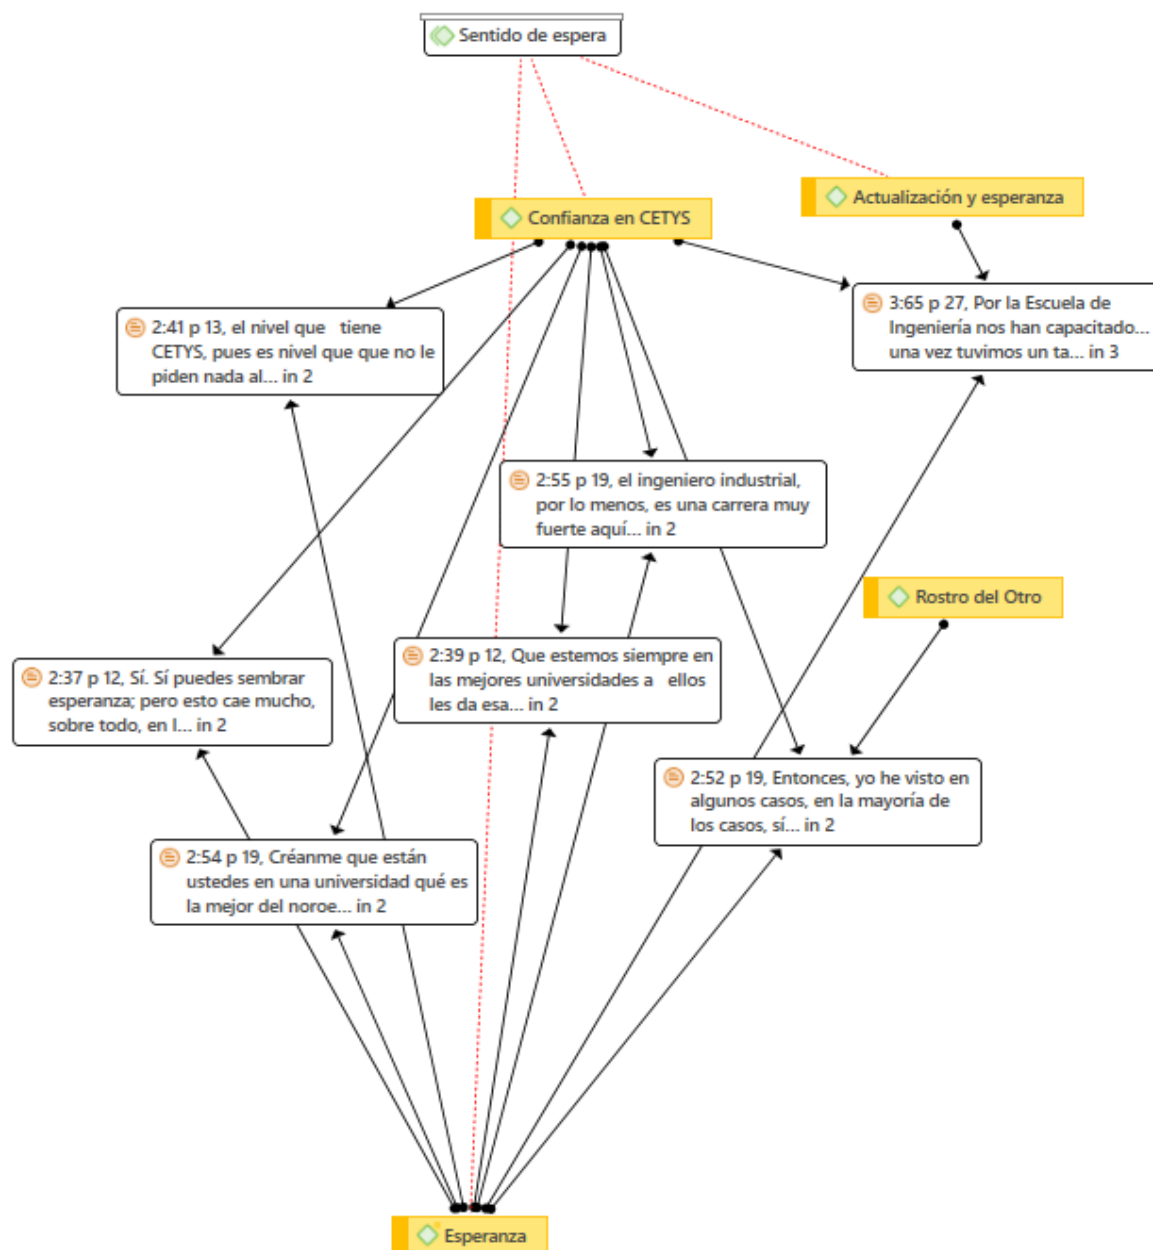 Sentido de espera
Actualización y esperanza
Confianza en CETYS
3:65 p 27, Por la Escuela de
Ingeniería nos han capacitado...
una vez tuvimos un ta... in 3
2:41 p 13, el nivel que tiene
CETYS, pues es nivel que que no le
piden nada al... in 2
2:55 p 19, el ingeniero industrial,
por lo menos, es una carrera muy
fuerte aquí... in 2
Rostro del Otro
2:39 p 12, Que estemos siempre en
las mejores universidades a ellos
les da esa... in 2
2:37 p 12, Sí. Sí puedes sembrar
esperanza; pero esto cae mucho,
sobre todo, en l... in 2
2:52 p 19, Entonces, yo he visto en
algunos casos, en la mayoría de
los casos, sí... in 2
2:54 p 19, Créanme que están
ustedes en una universidad qué es
la mejor del noroe... in 2
Esperanza